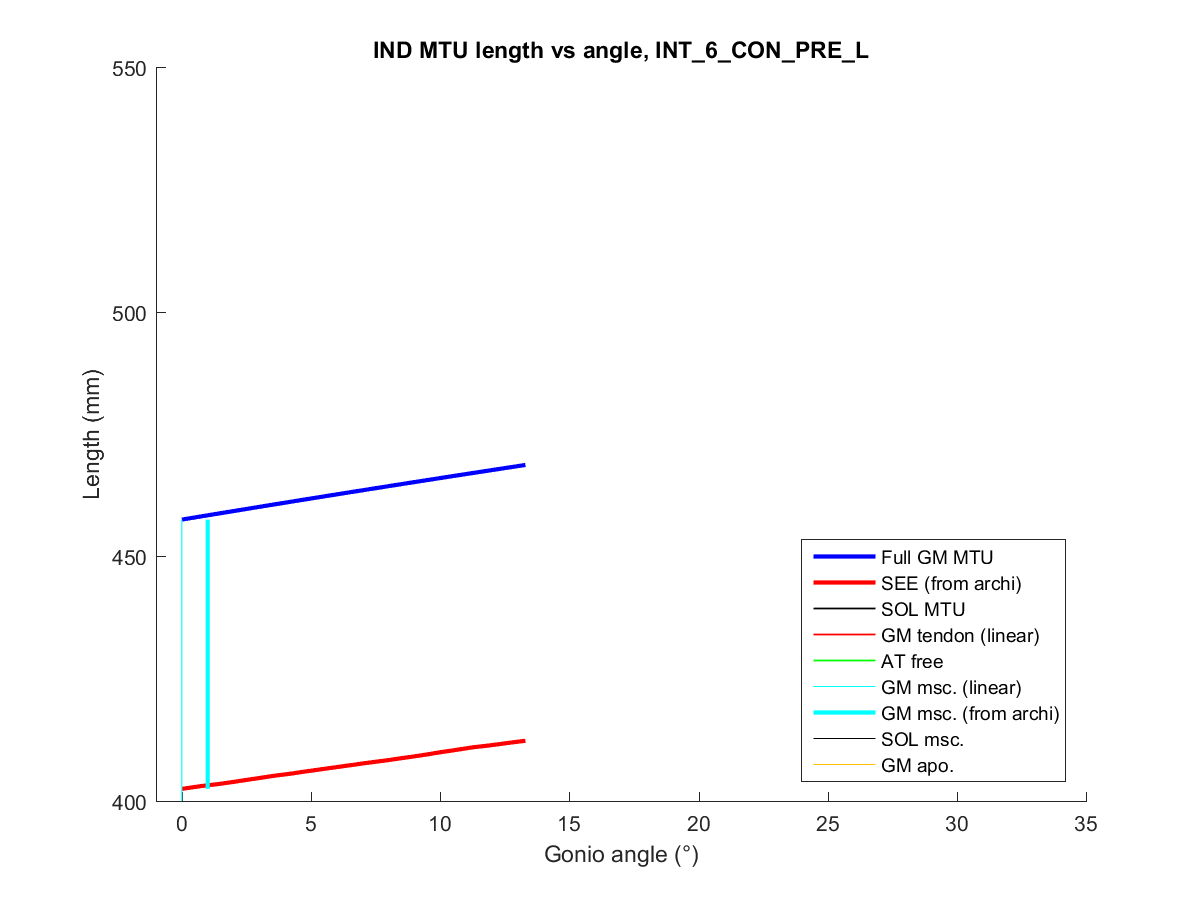 IND MTU length vs angle, INT_6_CON_PRE_L
550
500
450
400
Length (mm)
0 5 10 15 20 25 30 35
Gonio angle (°)
Full GM MTU
SEE (from archi)
SOL MTU
GM tendon (linear)
AT free
GM msc. (linear)
GM msc. (from archi)
SOL msc.
GM apo.